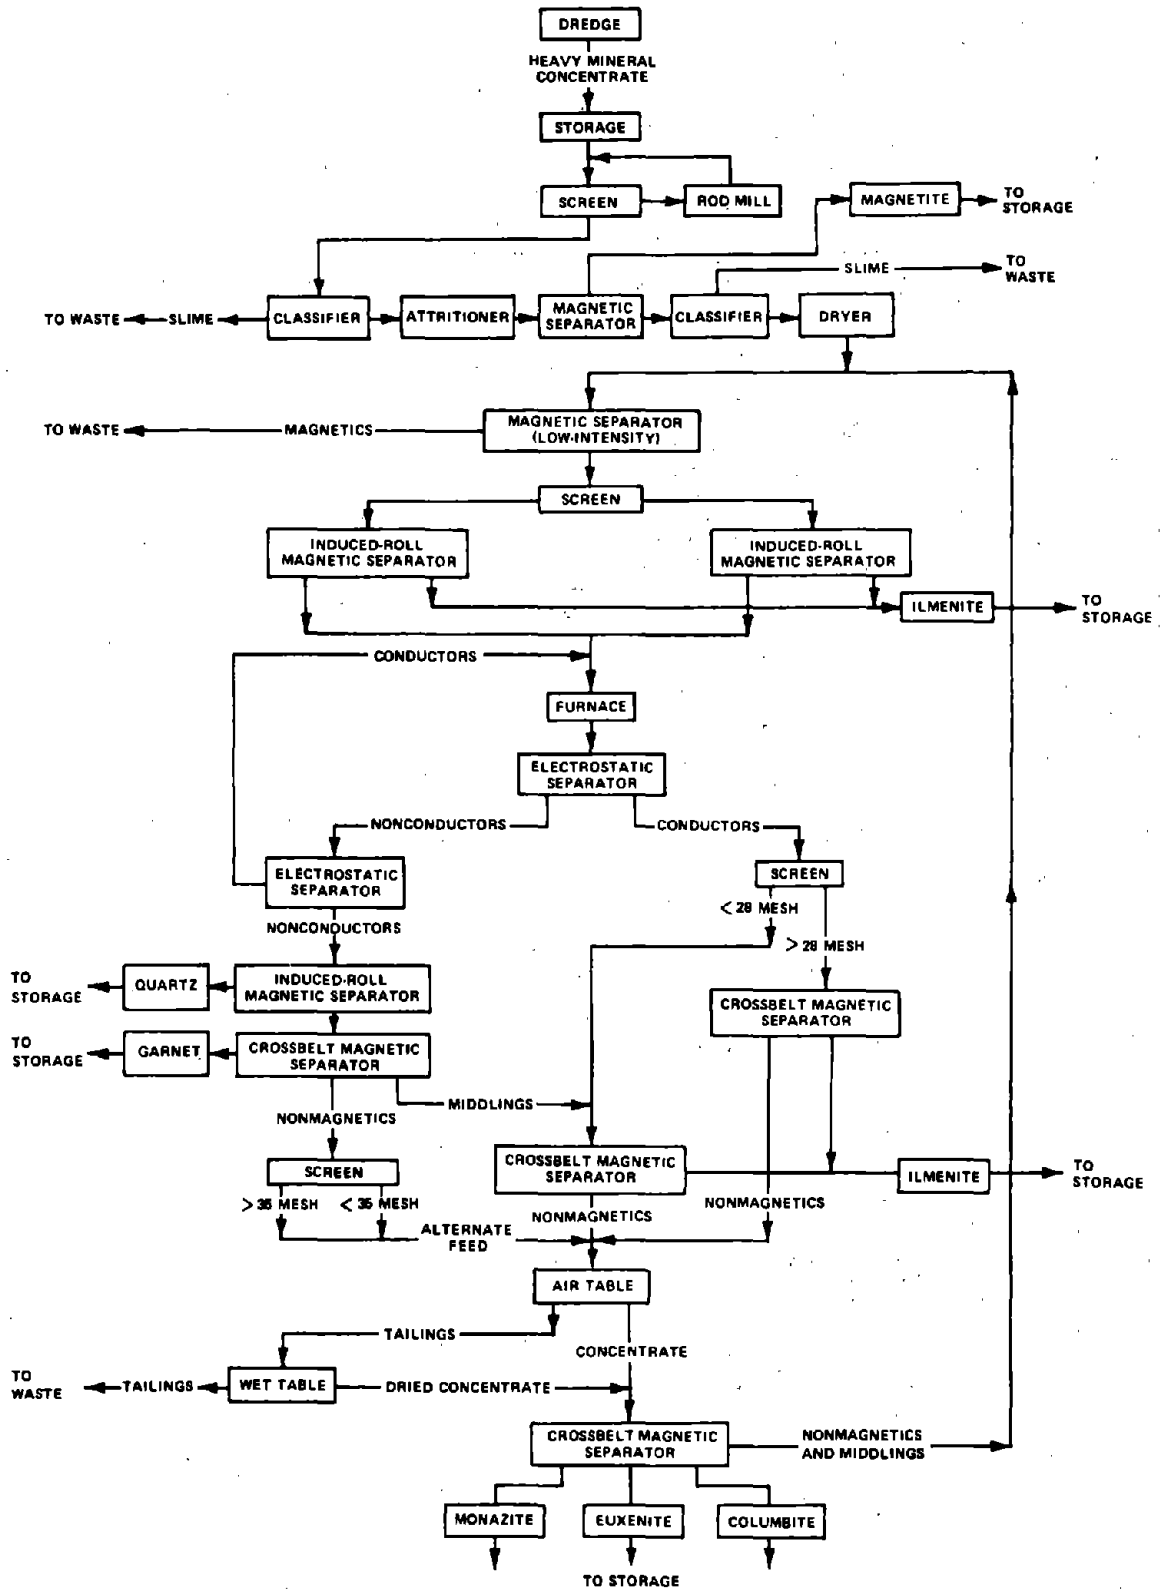 DREDGE
HEAVY MINERAL
CONCENTRATE
STORAGE
SCREEN
ROD MILL
MAGNETITE
TO
STORAGE
SLIME
TO
WASTE
TO WASTE
SLIME
CLASSIFIER
ATTRITIONER
MAGNETIC
SEPARATOR
CLASSIFIER
DRYER
TO WASTE
MAGNETICS
MAGNETIC SEPARATOR
(LOW-INTENSITY)
SCREEN
INDUCED-ROLL
MAGNETIC SEPARATOR
INDUCED-ROLL
MAGNETIC SEPARATOR
ILMENITE
TO
STORAGE
CONDUCTORS
FURNACE
ELECTROSTATIC
SEPARATOR
NONCONDUCTORS
CONDUCTORS
ELECTROSTATIC
SEPARATOR
SCREEN
< 28 MESH
> 28 MESH
NONCONDUCTORS
TO
STORAGE
QUARTZ
INDUCED-ROLL
MAGNETIC SEPARATOR
CROSSBELT MAGNETIC
SEPARATOR
TO
STORAGE
GARNET
CROSSBELT MAGNETIC
SEPARATOR
MIDDLINGS
NONMAGNETICS
SCREEN
CROSSBELT MAGNETIC
SEPARATOR
ILMENITE
TO
STORAGE
> 35 MESH
< 35 MESH
NONMAGNETICS
NONMAGNETICS
ALTERNATE
FEED
AIR TABLE
TAILINGS
CONCENTRATE
TO
WASTE
TAILINGS
WET TABLE
DRIED CONCENTRATE
CROSSBELT MAGNETIC
SEPARATOR
NONMAGNETICS
AND MIDDLINGS
MONAZITE
EUXENITE
COLUMBITE
TO STORAGE